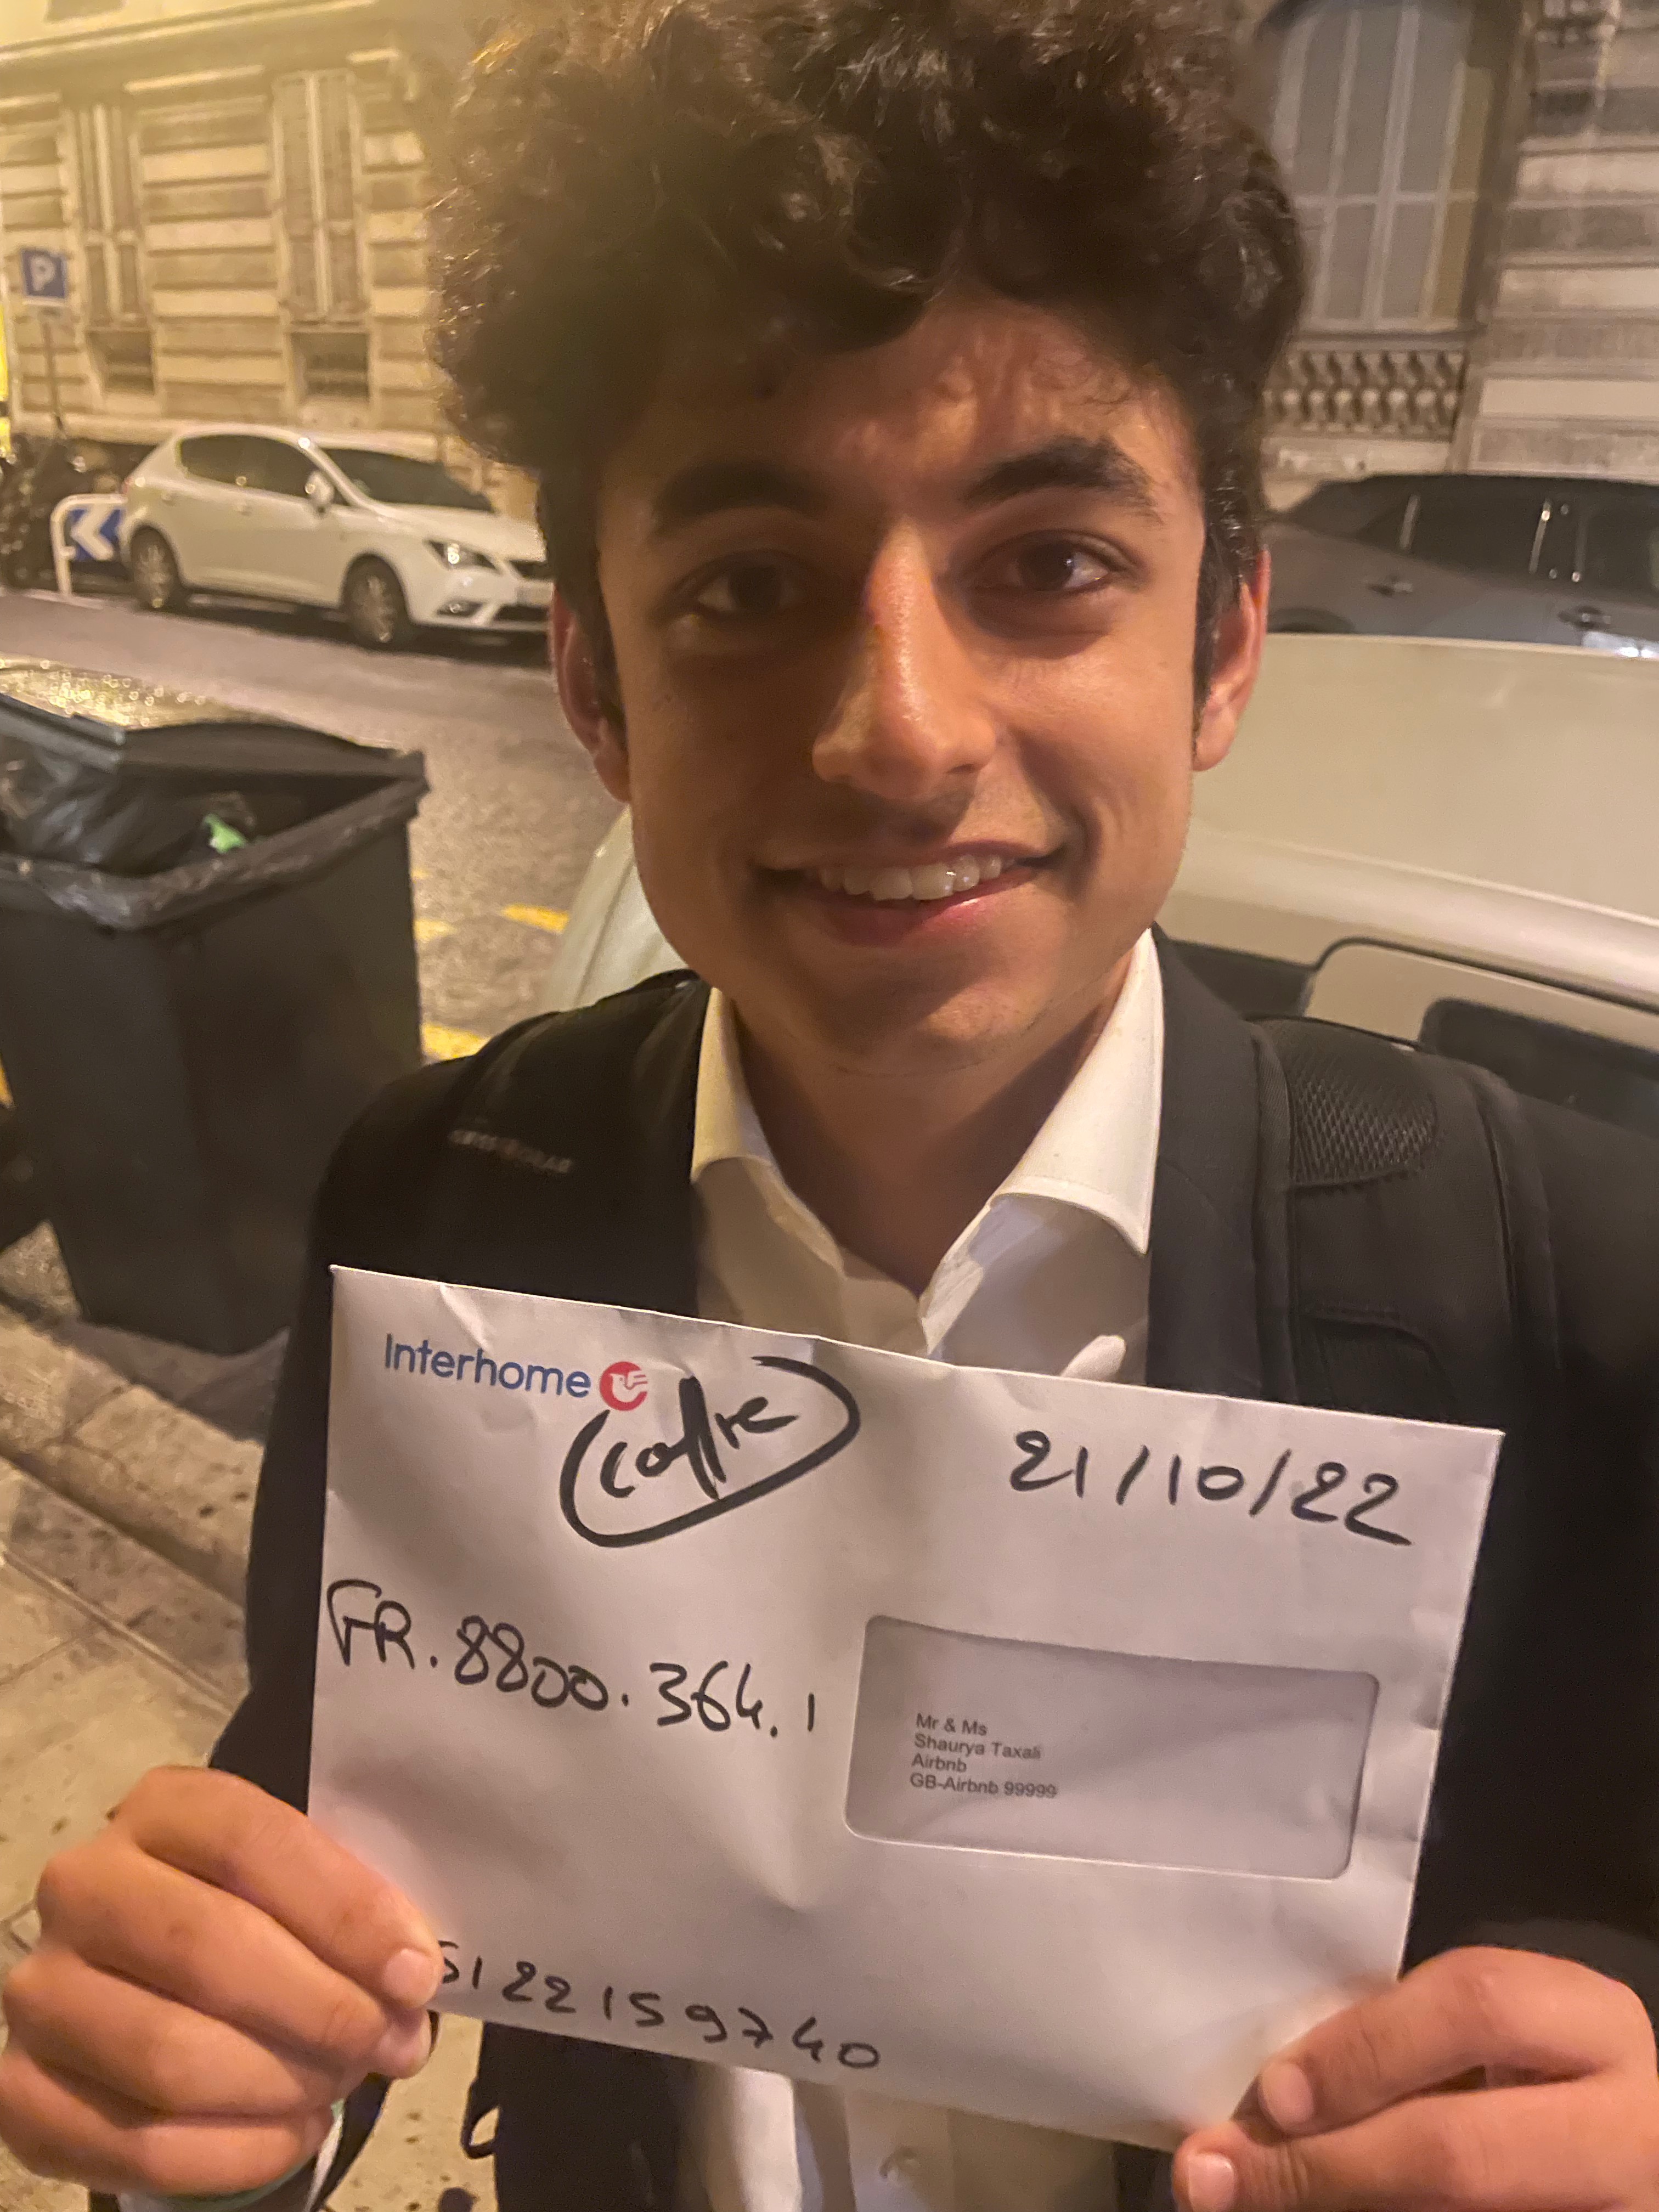 P
Interhome
coffre
21/10/22
FR.8800.364.1
Mr & Ms
Shaurya Taxali
Airbnb
GB-Airbnb 99999
5122159740